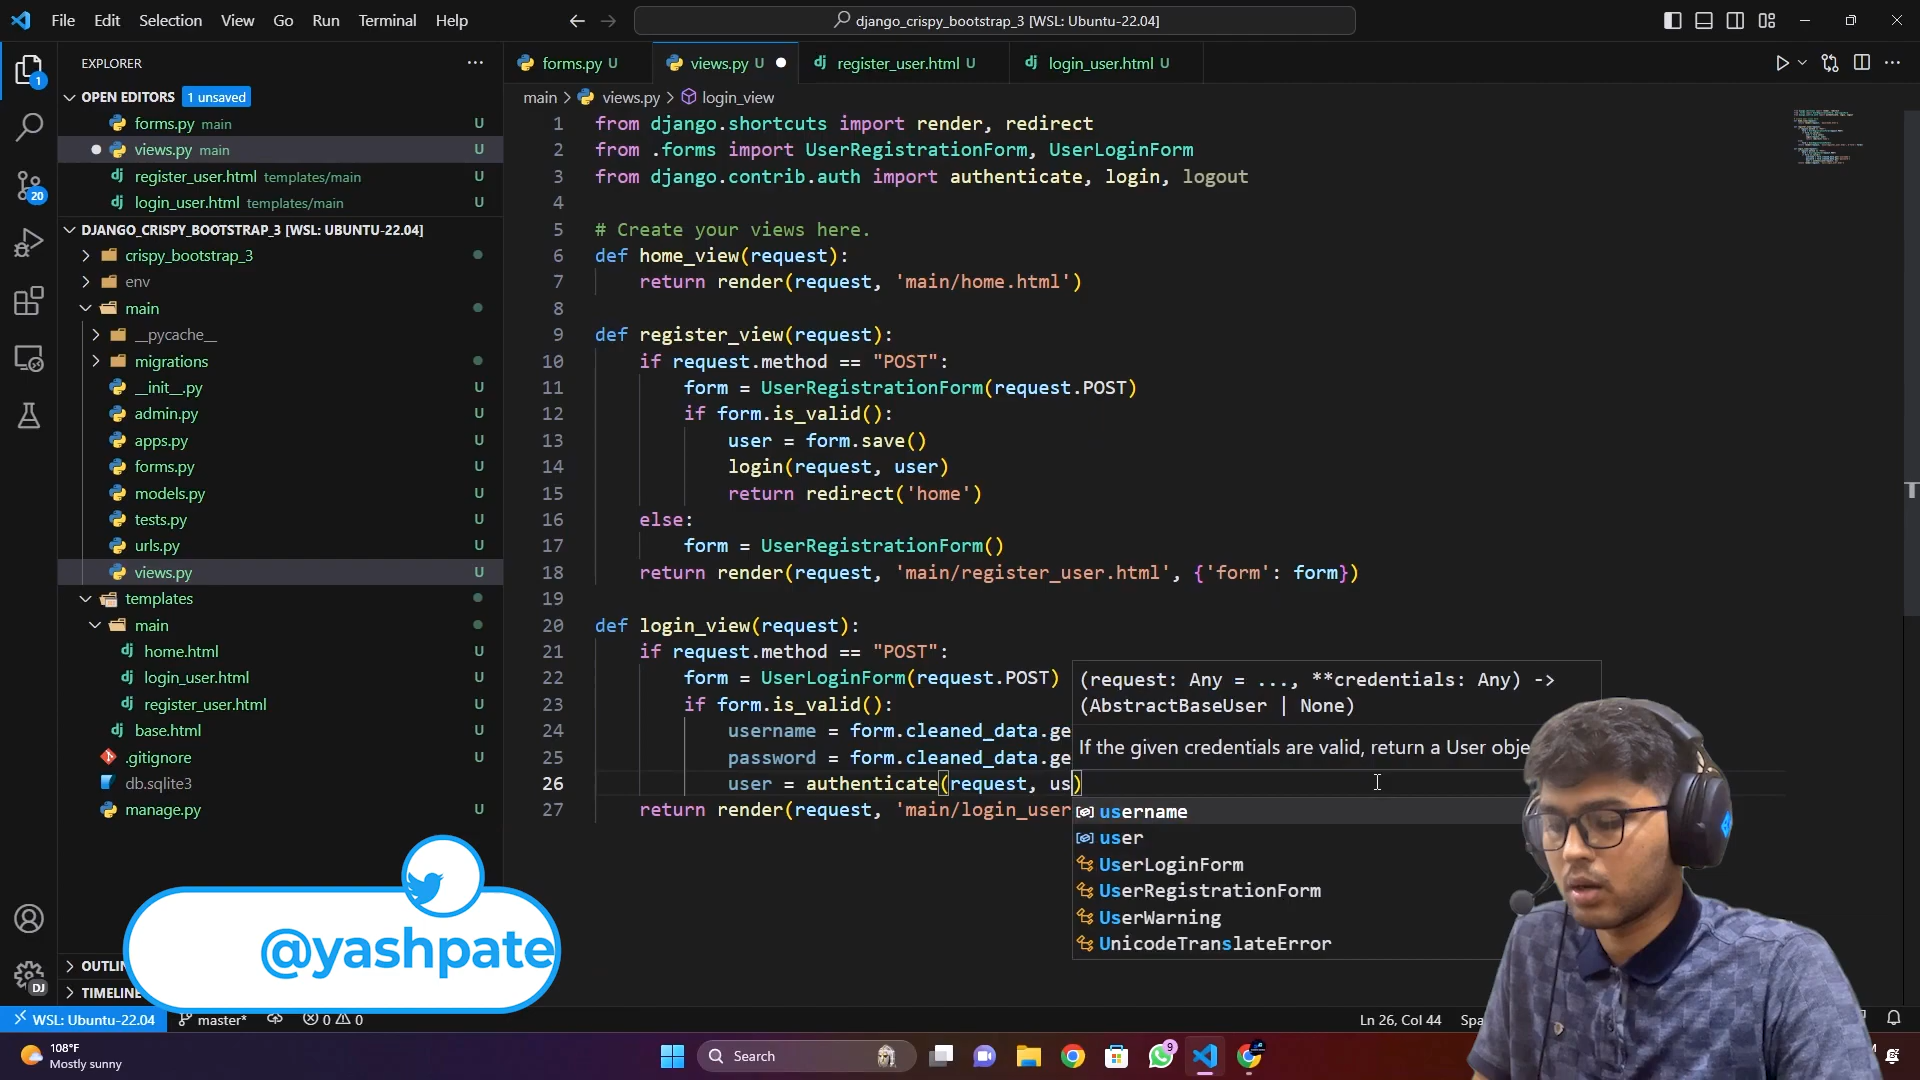 File Edit Selection View Go Run Terminal Help
django_crispy_bootstrap_3 [WSL: Ubuntu-22.04]
EXPLORER
OPEN EDITORS 1 unsaved
forms.py main U
views.py main U
register_user.html templates/main U
login_user.html templates/main U
DJANGO_CRISPY_BOOTSTRAP_3 [WSL: UBUNTU-22.04]
crispy_bootstrap_3
env
main
__pycache__
migrations
__init__.py U
admin.py U
apps.py U
forms.py U
models.py U
tests.py U
urls.py U
views.py U
templates
main
home.html U
login_user.html U
register_user.html U
base.html U
.gitignore U
db.sqlite3
manage.py U
OUTLIN
TIMELINE
1
20
DJ
@yashpate
forms.py U views.py U register_user.html U login_user.html U
main > views.py > login_view
1 from django.shortcuts import render, redirect
2 from .forms import UserRegistrationForm, UserLoginForm
3 from django.contrib.auth import authenticate, login, logout
4
5 # Create your views here.
6 def home_view(request):
7 return render(request, 'main/home.html')
8
9 def register_view(request):
10 if request.method == "POST":
11 form = UserRegistrationForm(request.POST)
12 if form.is_valid():
13 user = form.save()
14 login(request, user)
15 return redirect('home')
16 else:
17 form = UserRegistrationForm()
18 return render(request, 'main/register_user.html', {'form': form})
19
20 def login_view(request):
21 if request.method == "POST":
22 form = UserLoginForm(request.POST)
23 if form.is_valid():
24 username = form.cleaned_data.ge
25 password = form.cleaned_data.ge
26 user = authenticate(request, us)
27 return render(request, 'main/login_user
(request: Any = ..., **credentials: Any) ->
(AbstractBaseUser | None)
If the given credentials are valid, return a User obje
username
user
UserLoginForm
UserRegistrationForm
UserWarning
UnicodeTranslateError
WSL: Ubuntu-22.04 master* 0 0 Ln 26, Col 44 Spa
108°F
Mostly sunny
Search
9